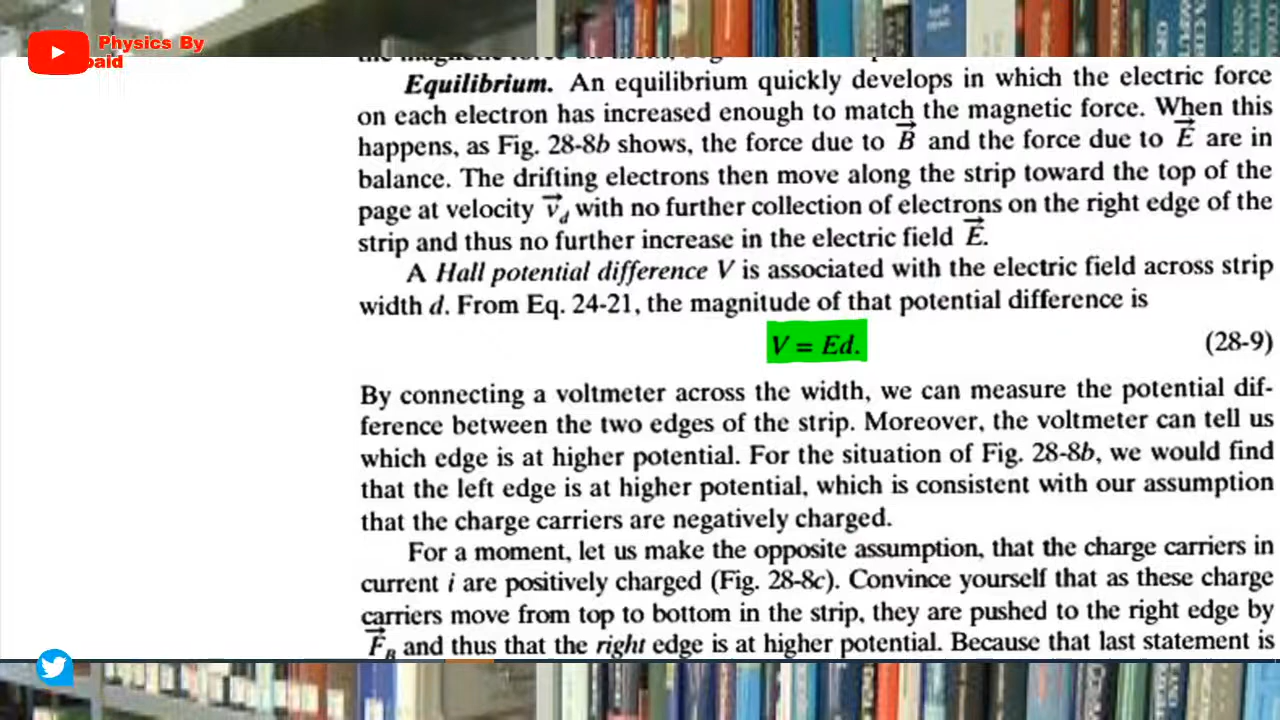 Physics By
baid
Equilibrium. An equilibrium quickly develops in which the electric force
on each electron has increased enough to match the magnetic force. When this
happens, as Fig. 28-8b shows, the force due to B⃗ and the force due to E⃗ are in
balance. The drifting electrons then move along the strip toward the top of the
page at velocity v⃗d with no further collection of electrons on the right edge of the
strip and thus no further increase in the electric field E⃗.
A Hall potential difference V is associated with the electric field across strip
width d. From Eq. 24-21, the magnitude of that potential difference is
V = Ed. (28-9)
By connecting a voltmeter across the width, we can measure the potential dif-
ference between the two edges of the strip. Moreover, the voltmeter can tell us
which edge is at higher potential. For the situation of Fig. 28-8b, we would find
that the left edge is at higher potential, which is consistent with our assumption
that the charge carriers are negatively charged.
For a moment, let us make the opposite assumption, that the charge carriers in
current i are positively charged (Fig. 28-8c). Convince yourself that as these charge
carriers move from top to bottom in the strip, they are pushed to the right edge by
F⃗B and thus that the right edge is at higher potential. Because that last statement is